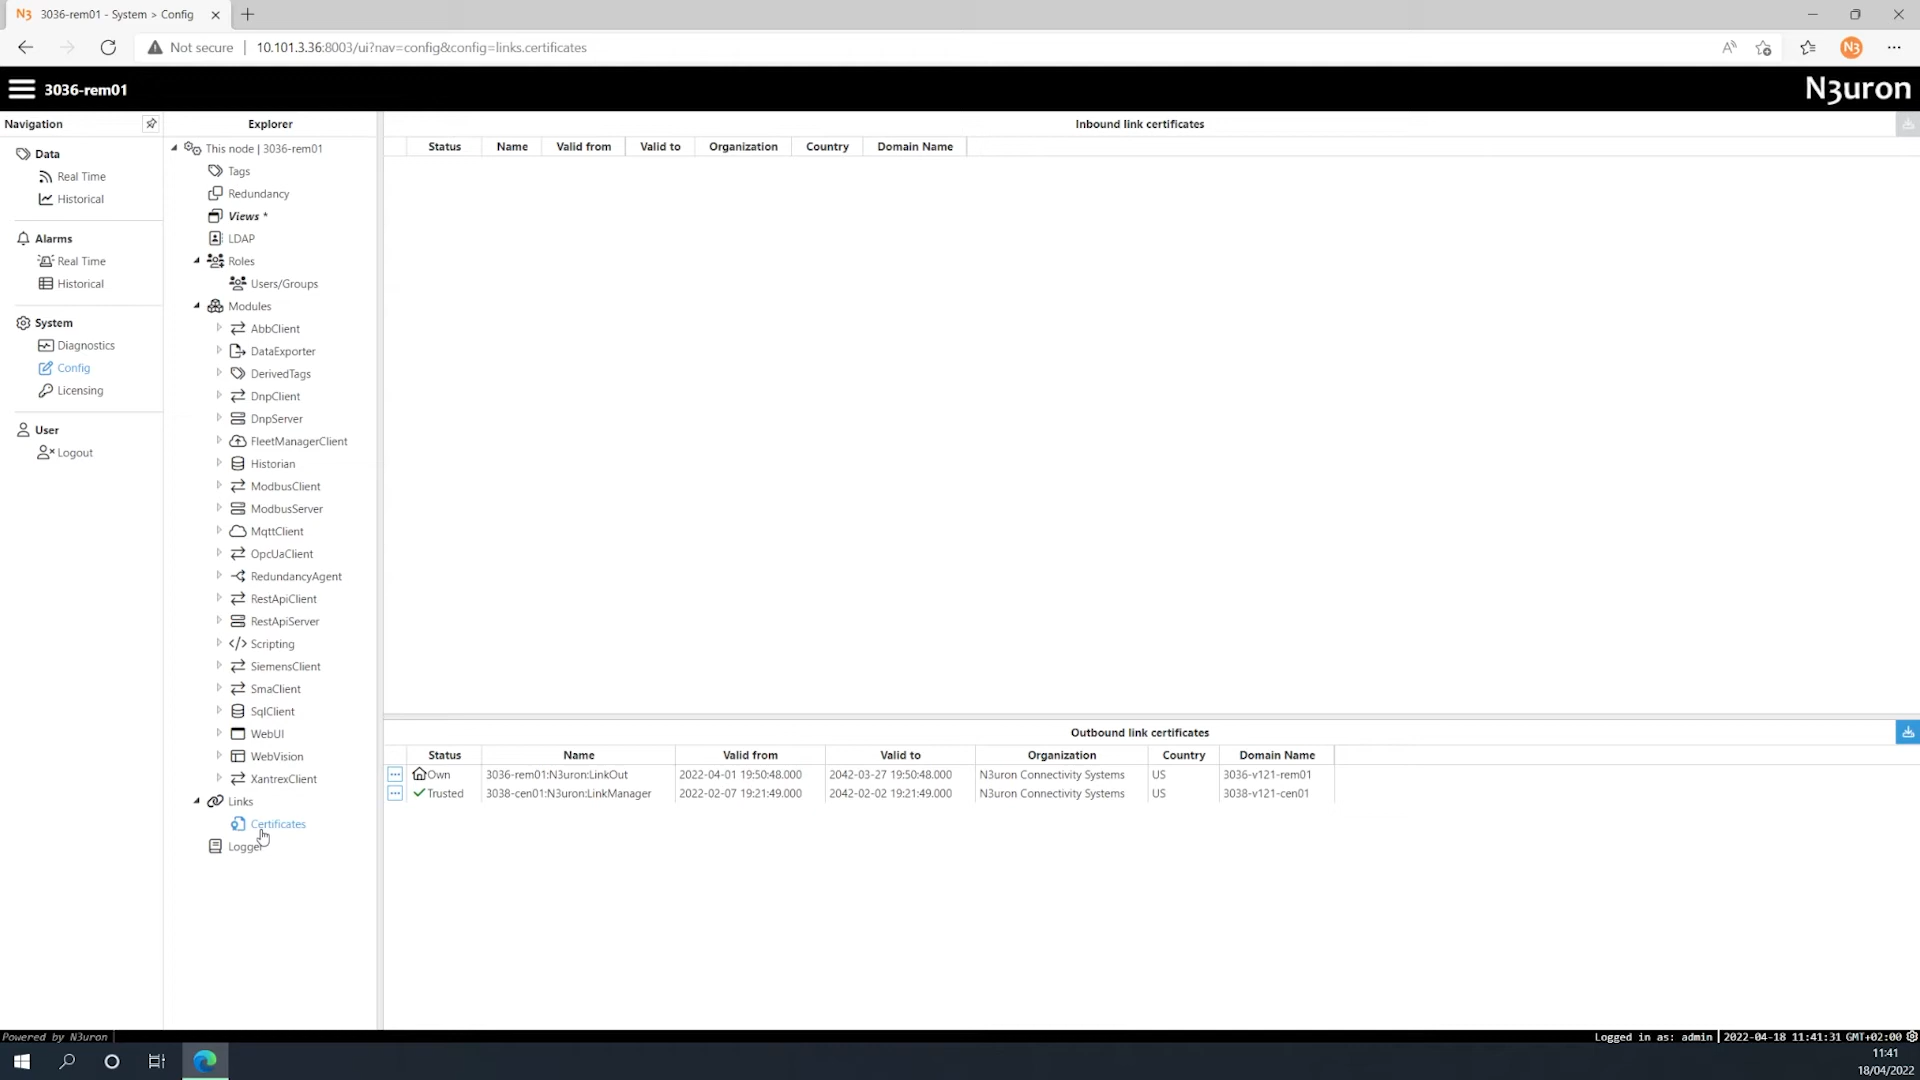 3036-rem01 - System > Config
Not secure
10.101.3.36:8003/ui?nav=config&config=links.certificates
3036-rem01
N3uron
Navigation
Data
Real Time
Historical
Alarms
Real Time
Historical
System
Diagnostics
Config
Licensing
User
Logout
Explorer
This node | 3036-rem01
Tags
Redundancy
Views *
LDAP
Roles
Users/Groups
Modules
AbbClient
DataExporter
DerivedTags
DnpClient
DnpServer
FleetManagerClient
Historian
ModbusClient
ModbusServer
MqttClient
OpcUaClient
RedundancyAgent
RestApiClient
RestApiServer
Scripting
SiemensClient
SmaClient
SqlClient
WebUI
WebVision
XantrexClient
Links
Certificates
Logger
Inbound link certificates
Status Name Valid from Valid to Organization Country Domain Name
Outbound link certificates
Status Name Valid from Valid to Organization Country Domain Name
Own 3036-rem01:N3uron:LinkOut 2022-04-01 19:50:48.000 2042-03-27 19:50:48.000 N3uron Connectivity Systems US 3036-v121-rem01
Trusted 3038-cen01:N3uron:LinkManager 2022-02-07 19:21:49.000 2042-02-02 19:21:49.000 N3uron Connectivity Systems US 3038-v121-cen01
Powered by N3uron
Logged in as: admin 2022-04-18 11:41:31 GMT+02:00
11:41
18/04/2022